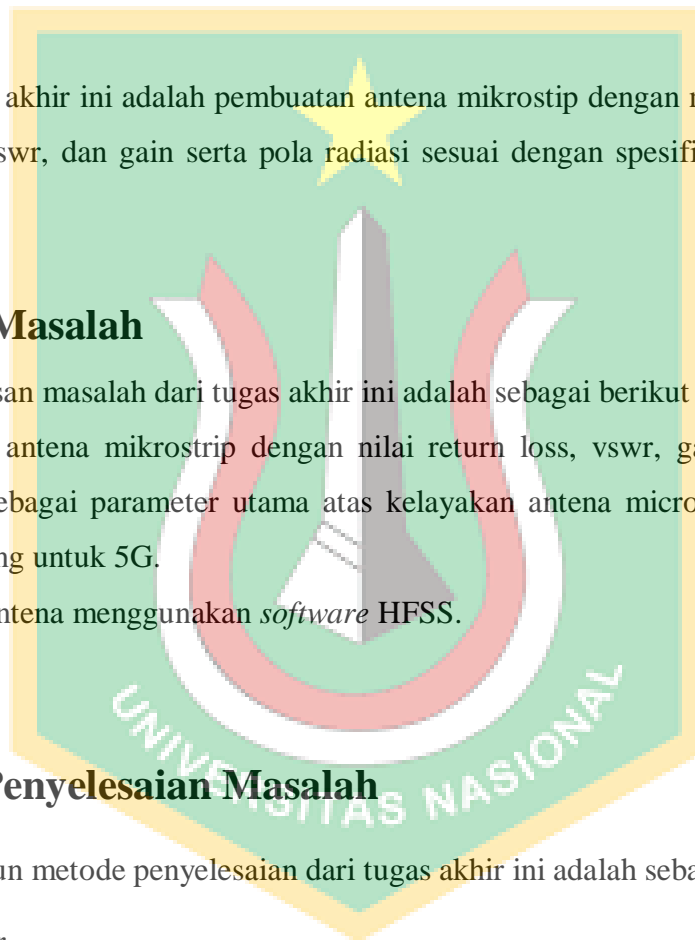 akhir ini adalah pembuatan antena mikrostip dengan
swr, dan gain serta pola radiasi sesuai dengan spesifi
Masalah
san masalah dari tugas akhir ini adalah sebagai berikut
antena mikrostrip dengan nilai return loss, vswr, ga
sebagai parameter utama atas kelayakan antena micro
ng untuk 5G.
ntena menggunakan software HFSS.
Penyelesaian Masalah
un metode penyelesaian dari tugas akhir ini adalah seba
UNIVERSITAS NASIONAL